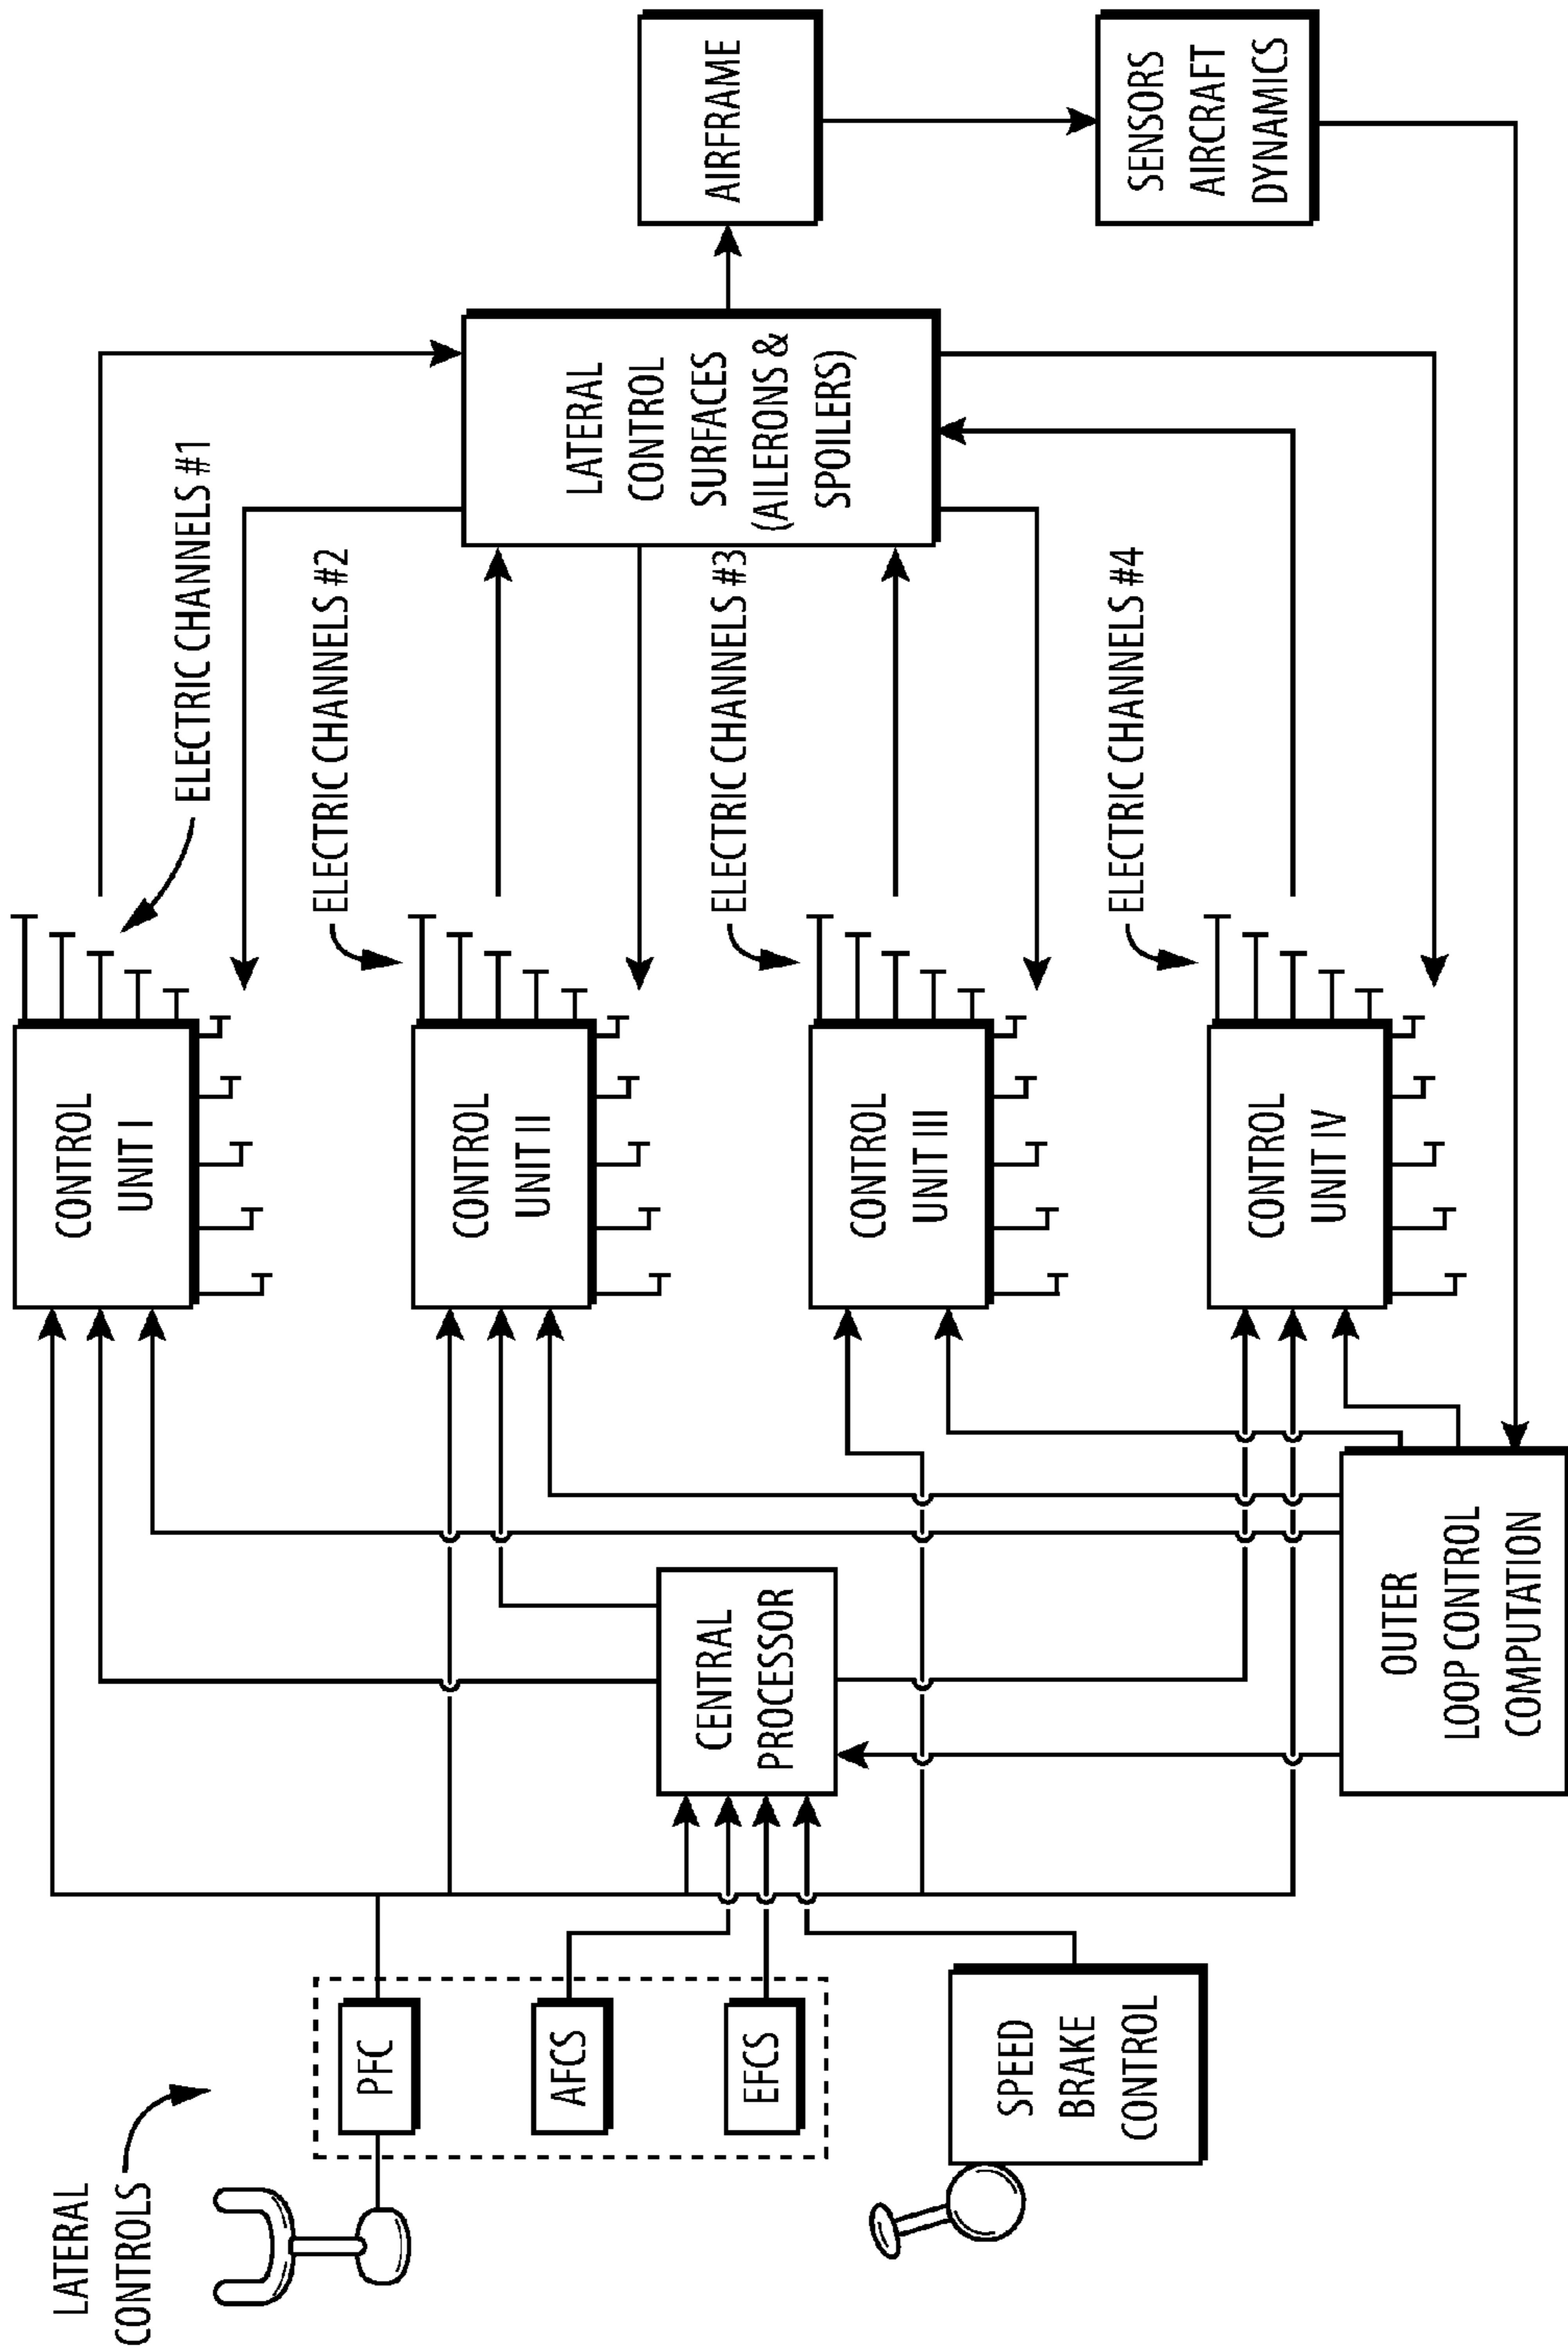 LATERAL
CONTROLS
PFC
AFCS
EFCS
SPEED
BRAKE
CONTROL
CENTRAL
PROCESSOR
OUTER
LOOP CONTROL
COMPUTATION
CONTROL
UNIT I
CONTROL
UNIT II
CONTROL
UNIT III
CONTROL
UNIT IV
ELECTRIC CHANNELS #1
ELECTRIC CHANNELS #2
ELECTRIC CHANNELS #3
ELECTRIC CHANNELS #4
LATERAL
CONTROL
SURFACES
(AILERONS &
SPOILERS)
AIRFRAME
SENSORS
AIRCRAFT
DYNAMICS